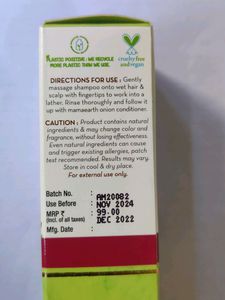 PLASTIC POSITIVE: WE RECYCLE
MORE PLASTIC THAN WE USE.
crueltyfree
and vegan
DIRECTIONS FOR USE : Gently
massage shampoo onto wet hair &
scalp with fingertips to work into a
lather. Rinse thoroughly and follow it
up with mamaearth onion conditioner.
CAUTION : Product contains natural
ingredients & may change color and
fragrance, without losing effectiveness.
Even natural ingredients can cause
and trigger existing allergies, patch
test recommended. Results may vary.
Store in cool & dry place.
For external use only.
Batch No. AM20082
Use Before NOV 2024
MRP ₹ 99.00
(Incl. of all taxes)
Mfg. Date DEC 2022